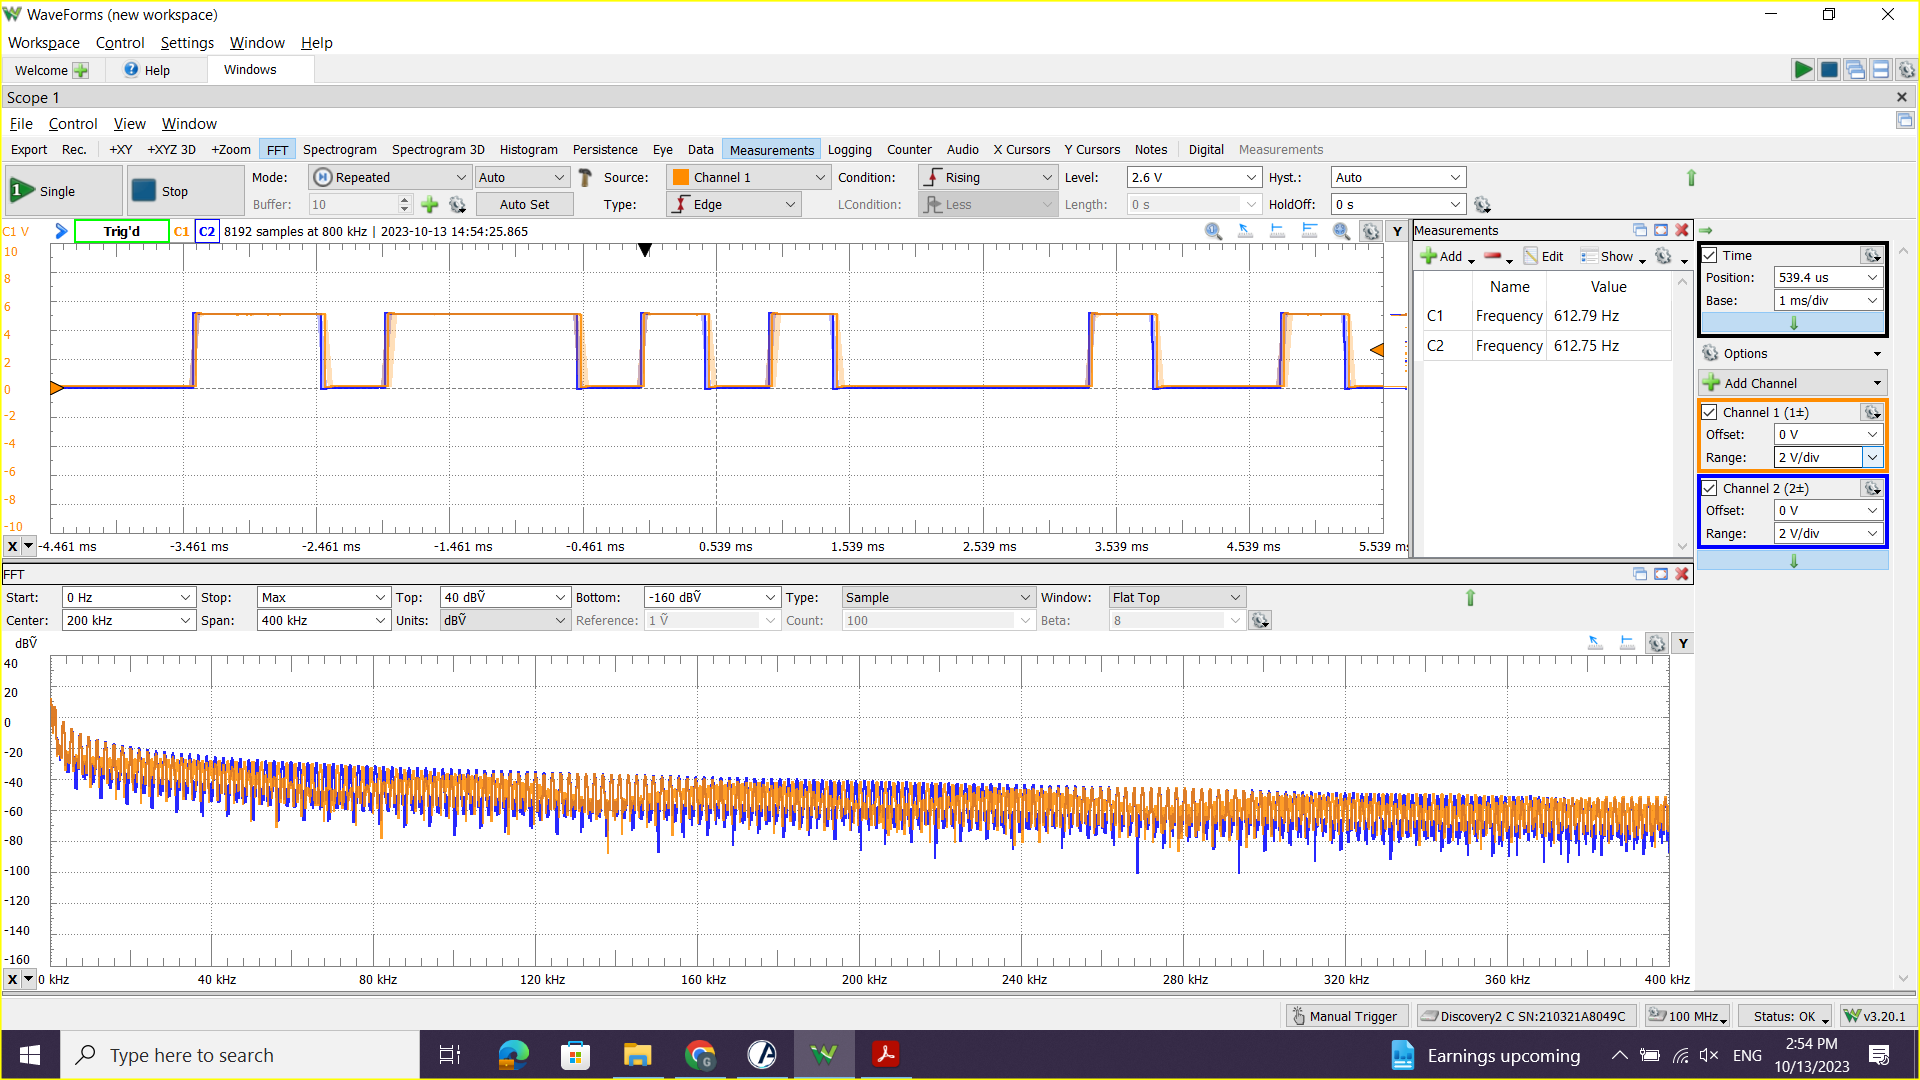 WaveForms (new workspace)
Workspace Control Settings Window Help
Welcome Help Windows
Scope 1
File Control View Window
Export Rec. +XY +XYZ 3D +Zoom FFT Spectrogram Spectrogram 3D Histogram Persistence Eye Data Measurements Logging Counter Audio X Cursors Y Cursors Notes Digital Measurements
Single Stop Mode: Repeated Auto Source: Channel 1 Condition: Rising Level: 2.6 V Hyst.: Auto
Buffer: 10 Auto Set Type: Edge LCondition: Less Length: 0 s HoldOff: 0 s
C1 V Trig'd C1 C2 8192 samples at 800 kHz | 2023-10-13 14:54:25.865 Y
10
8
6
4
2
0
-2
-4
-6
-8
-10
X -4.461 ms -3.461 ms -2.461 ms -1.461 ms -0.461 ms 0.539 ms 1.539 ms 2.539 ms 3.539 ms 4.539 ms 5.539 ms
Measurements
Add Edit Show
Name Value
C1 Frequency 612.79 Hz
C2 Frequency 612.75 Hz
Time
Position: 539.4 us
Base: 1 ms/div
Options
Add Channel
Channel 1 (1±)
Offset: 0 V
Range: 2 V/div
Channel 2 (2±)
Offset: 0 V
Range: 2 V/div
FFT
Start: 0 Hz Stop: Max Top: 40 dBṼ Bottom: -160 dBṼ Type: Sample Window: Flat Top
Center: 200 kHz Span: 400 kHz Units: dBṼ Reference: 1 Ṽ Count: 100 Beta: 8
dBṼ Y
40
20
0
-20
-40
-60
-80
-100
-120
-140
-160
X 0 kHz 40 kHz 80 kHz 120 kHz 160 kHz 200 kHz 240 kHz 280 kHz 320 kHz 360 kHz 400 kHz
Manual Trigger Discovery2 C SN:210321A8049C 100 MHz Status: OK v3.20.1
Type here to search Earnings upcoming ENG 2:54 PM
10/13/2023